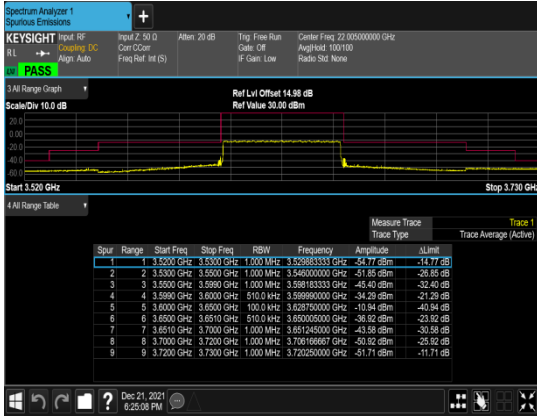 Spectrum Analyzer 1
Spurious Emissions
+
KEYSIGHT Input: RF Input Z: 50 Ω Atten: 20 dB Trig: Free Run Center Freq: 22.005000000 GHz
RL Coupling: DC Corr CCorr Gate: Off Avg|Hold: 100/100
Align: Auto Freq Ref: Int (S) IF Gain: Low Radio Std: None
PASS
3 All Range Graph
Ref Lvl Offset 14.98 dB
Scale/Div 10.0 dB Ref Value 30.00 dBm
20.0
0.00
-20.0
-40.0
-60.0
Start 3.520 GHz Stop 3.730 GHz
4 All Range Table
Measure Trace Trace 1
Trace Type Trace Average (Active)
Spur Range Start Freq Stop Freq RBW Frequency Amplitude ΔLimit
1 1 3.5200 GHz 3.5300 GHz 1.000 MHz 3.529683333 GHz -54.77 dBm -14.77 dB
2 2 3.5300 GHz 3.5500 GHz 1.000 MHz 3.546000000 GHz -51.85 dBm -26.85 dB
3 3 3.5500 GHz 3.5990 GHz 1.000 MHz 3.598183333 GHz -45.40 dBm -32.40 dB
4 4 3.5990 GHz 3.6000 GHz 510.0 kHz 3.599990000 GHz -34.29 dBm -21.29 dB
5 5 3.6000 GHz 3.6500 GHz 100.0 kHz 3.628750000 GHz -10.94 dBm -40.94 dB
6 6 3.6500 GHz 3.6510 GHz 510.0 kHz 3.650005000 GHz -36.92 dBm -23.92 dB
7 7 3.6510 GHz 3.7000 GHz 1.000 MHz 3.651245000 GHz -43.58 dBm -30.58 dB
8 8 3.7000 GHz 3.7200 GHz 1.000 MHz 3.706166667 GHz -50.92 dBm -25.92 dB
9 9 3.7200 GHz 3.7300 GHz 1.000 MHz 3.720250000 GHz -51.71 dBm -11.71 dB
? Dec 21, 2021
6:25:08 PM